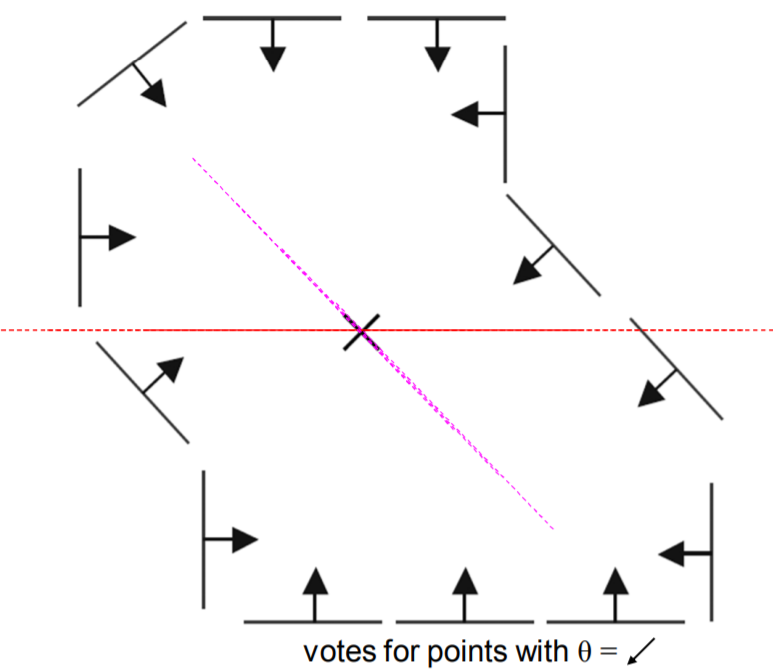 votes for points with θ = ↙